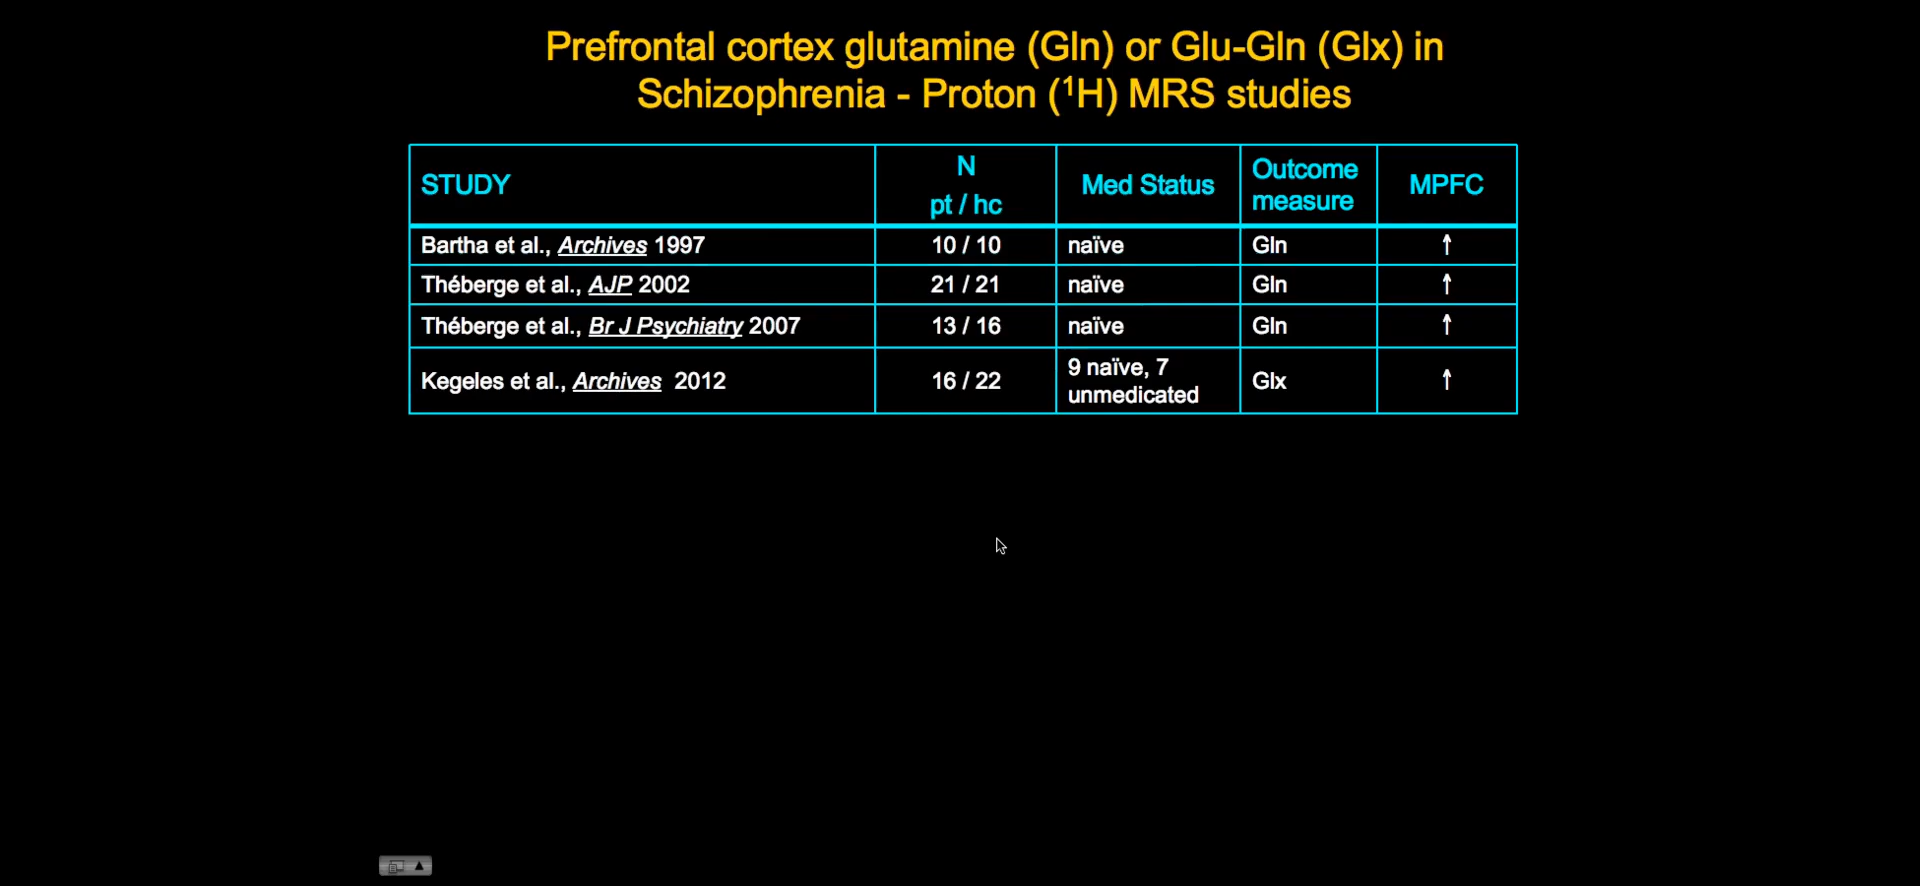 Prefrontal cortex glutamine (Gln) or Glu-Gln (Glx) in
Schizophrenia - Proton (¹H) MRS studies
STUDY N pt / hc Med Status Outcome measure MPFC
Bartha et al., Archives 1997 10 / 10 naïve Gln ↑
Théberge et al., AJP 2002 21 / 21 naïve Gln ↑
Théberge et al., Br J Psychiatry 2007 13 / 16 naïve Gln ↑
Kegeles et al., Archives 2012 16 / 22 9 naïve, 7 unmedicated Glx ↑